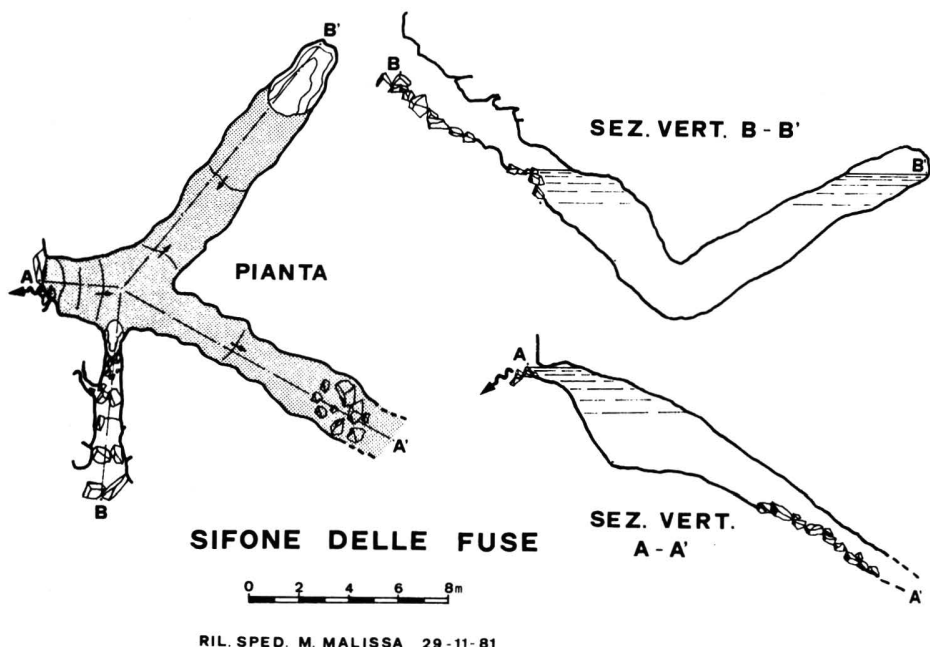 B'
A
PIANTA
A'
B
B
SEZ. VERT. B - B'
B'
A
SEZ. VERT.
A - A'
A'
SIFONE DELLE FUSE
0 2 4 6 8m
RIL. SPED. M. MALISSA 29-11-81